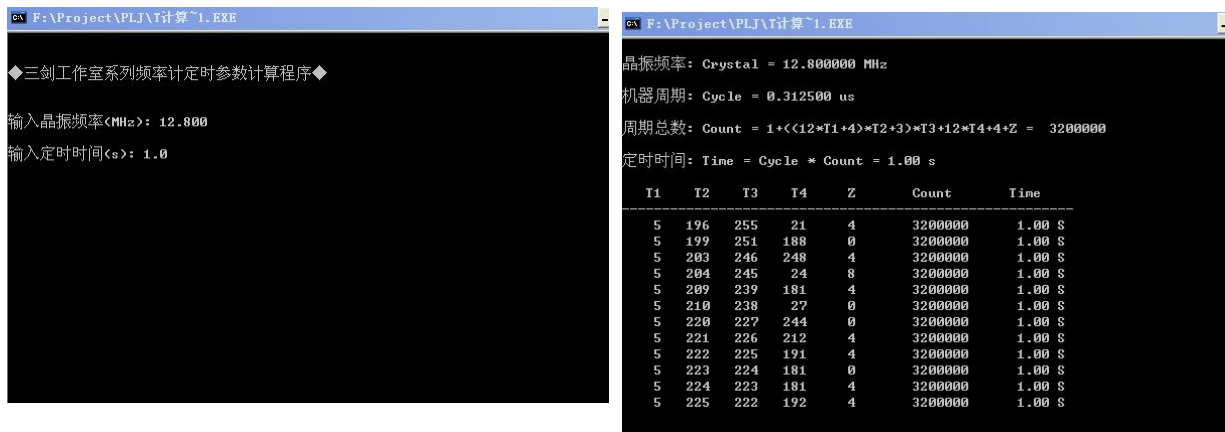 F:\Project\PLJ\T计算~1.EXE
◆三剑工作室系列频率计定时参数计算程序◆
输入晶振频率(MHz): 12.800
输入定时时间(s): 1.0
F:\Project\PLJ\T计算~1.EXE
晶振频率: Crystal = 12.800000 MHz
机器周期: Cycle = 0.312500 us
周期总数: Count = 1+((12*T1+4)*T2+3)*T3+12*T4+4+Z = 3200000
定时时间: Time = Cycle * Count = 1.00 s
T1 T2 T3 T4 Z Count Time
5 196 255 21 4 3200000 1.00 S
5 199 251 188 0 3200000 1.00 S
5 203 246 248 4 3200000 1.00 S
5 204 245 24 8 3200000 1.00 S
5 209 239 181 4 3200000 1.00 S
5 210 238 27 0 3200000 1.00 S
5 220 227 244 0 3200000 1.00 S
5 221 226 212 4 3200000 1.00 S
5 222 225 191 4 3200000 1.00 S
5 223 224 181 0 3200000 1.00 S
5 224 223 181 4 3200000 1.00 S
5 225 222 192 4 3200000 1.00 S